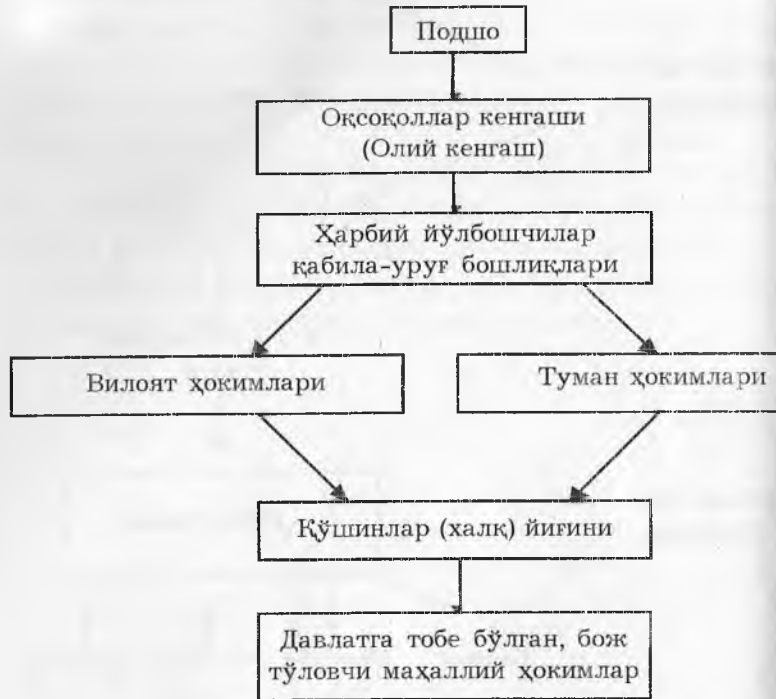 Подшо
Оқсоқоллар кенгаши
(Олий кенгаш)
Ҳарбий йўлбошчилар
қабила-уруғ бошлиқлари
Вилоят ҳокимлари
Туман ҳокимлари
Қўшинлар (халқ) йиғини
Давлатга тобе бўлган, бож
тўловчи маҳаллий ҳокимлар